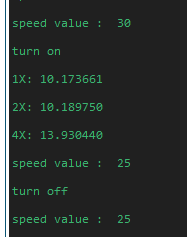 speed value :  30
turn on
1X: 10.173661
2X: 10.189750
4X: 13.930440
speed value :  25
turn off
speed value :  25